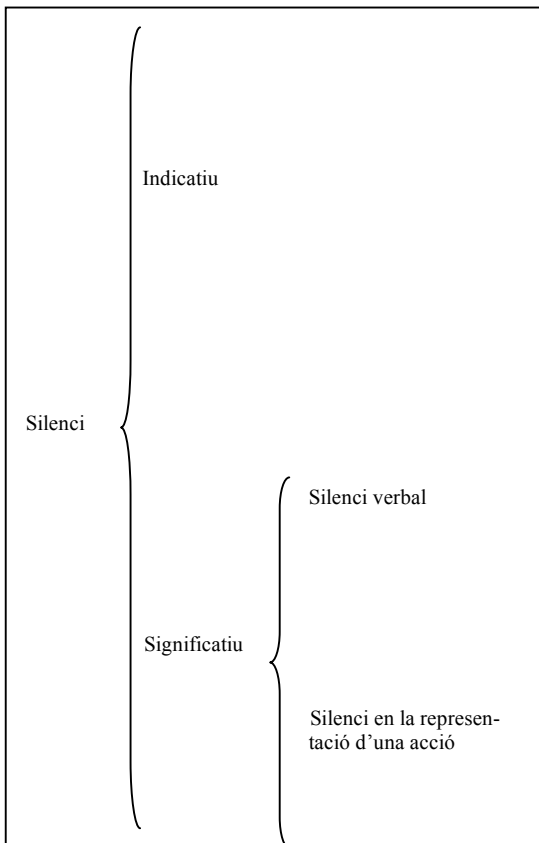 Indicatiu
Silenci
Silenci verbal
Significatiu
Silenci en la represen-
tació d’una acció